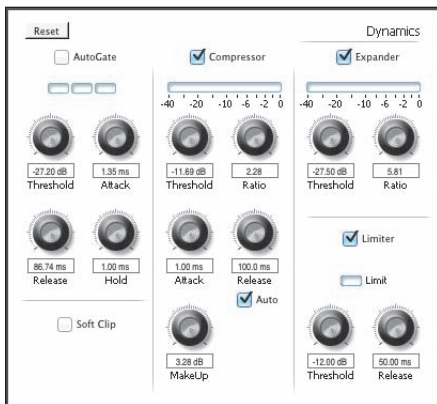 Reset
Dynamics
AutoGate
Compressor
Expander
-40 -20 -10 -6 -2 0
-40 -20 -10 -6 -2 0
-27.20 dB
Threshold
1.35 ms
Attack
-11.69 dB
Threshold
2.28
Ratio
-27.50 dB
Threshold
5.81
Ratio
86.74 ms
Release
1.00 ms
Hold
1.00 ms
Attack
100.0 ms
Release
Limiter
Limit
Auto
Soft Clip
3.28 dB
MakeUp
-12.00 dB
Threshold
50.00 ms
Release